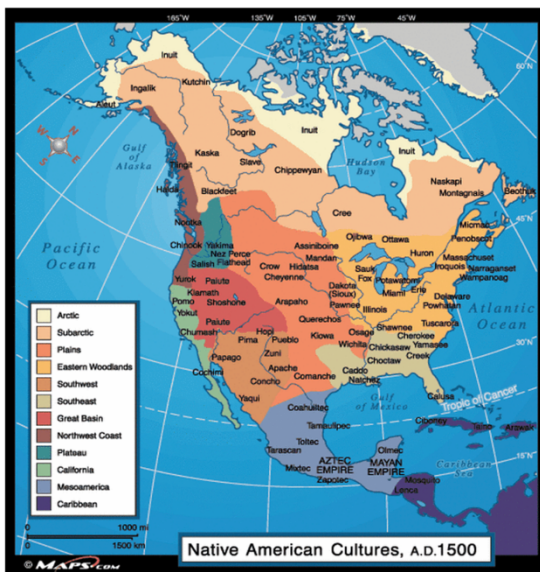 165°W
135°W
105°W
75°W
45°W
60°N
Inuit
Kutchin
Ingalik
Aleut
Dogrib
Inuit
Inuit
Gulf
of
Alaska
Tlingit
Kaska
Slave
Hudson
Bay
Chippewyan
Naskapi
Montagnais
Beothuk
Haida
Blackfeet
Cree
45°N
Nootka
Micmac
Pacific
Ocean
Chinook
Yakima
Assiniboine
Ojibwa
Ottawa
Penobscot
Nez Perce
Flathead
Salish
Mandan
Huron
Massachuset
Crow
Hidatsa
Sauk
Fox
Potawatomi
Iroquois
Narraganset
Wampanoag
Yurok
Paiute
Cheyenne
Dakota
(Sioux)
Miami
Erie
Klamath
Pomo
Shoshone
Arapaho
Pawnee
Illinois
Delaware
Powhatan
Atlantic
Ocean
Yokut
Paiute
Querechos
Tuscarora
Chumash
Hopi
Kiowa
Osage
Shawnee
Cherokee
Pima
Pueblo
Wichita
Chickasaw
Yamasee
30°N
Papago
Zuni
Choctaw
Creek
Apache
Caddo
Natchez
Cochimi
Concho
Comanche
Calusa
Yaqui
Gulf
of Mexico
Tropic of Cancer
Coahuiltec
Ciboney
Taino
Arawak
Tamaulipec
Toltec
Tarascan
Olmec
15°N
Mixtec
AZTEC
EMPIRE
MAYAN
EMPIRE
Caribbean
Sea
Zapotec
Mosquito
Lenca
N
E
S
W
Arctic
Subarctic
Plains
Eastern Woodlands
Southwest
Southeast
Great Basin
Northwest Coast
Plateau
California
Mesoamerica
Caribbean
0
1000 mi
0
1500 km
Native American Cultures, A.D.1500
© MAPS.COM